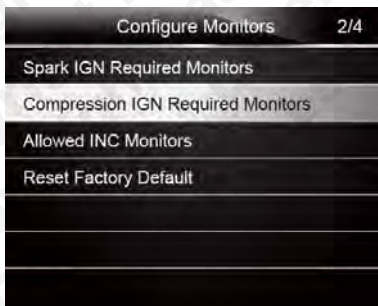 Configure Monitors 2/4
Spark IGN Required Monitors
Compression IGN Required Monitors
Allowed INC Monitors
Reset Factory Default